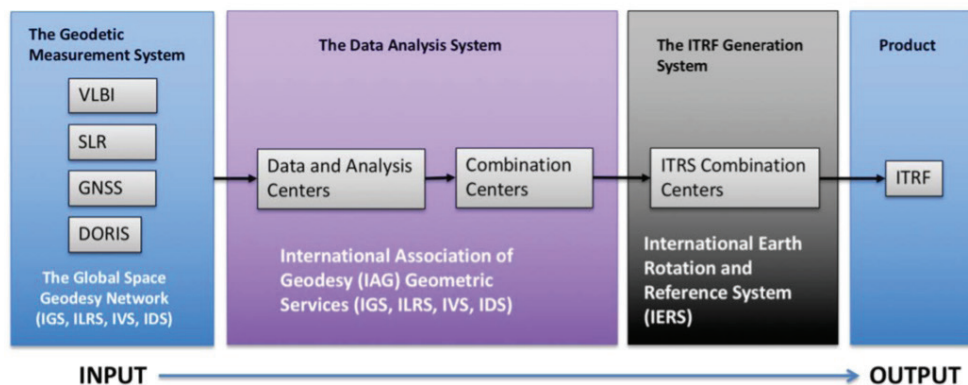 The Geodetic
Measurement System
VLBI
SLR
GNSS
DORIS
The Global Space
Geodesy Network
(IGS, ILRS, IVS, IDS)
The Data Analysis System
Data and Analysis
Centers
Combination
Centers
International Association of
Geodesy (IAG) Geometric
Services (IGS, ILRS, IVS, IDS)
The ITRF Generation
System
ITRS Combination
Centers
International Earth
Rotation and
Reference System
(IERS)
Product
ITRF
INPUT
OUTPUT